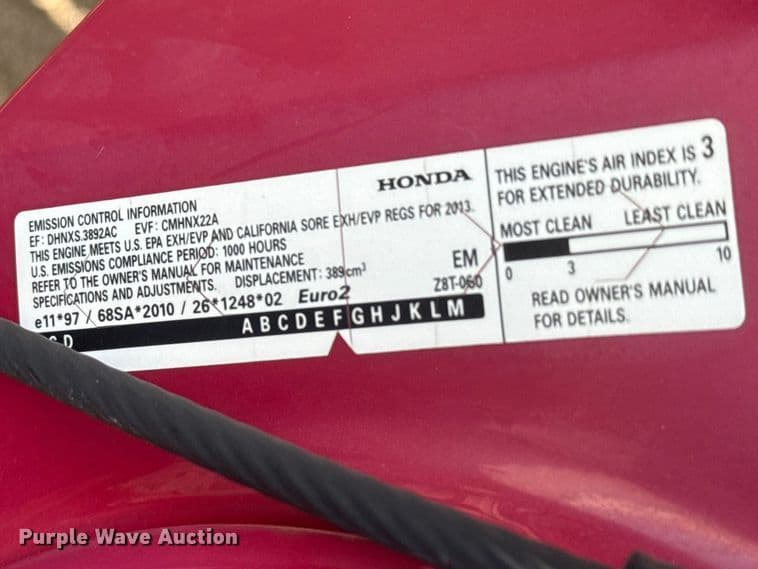 HONDA
EMISSION CONTROL INFORMATION
EF: DHNXS.3892AC EVF: CMHNX22A
THIS ENGINE MEETS U.S. EPA EXH/EVP AND CALIFORNIA SORE EXH/EVP REGS FOR 2013.
U.S. EMISSIONS COMPLIANCE PERIOD: 1000 HOURS
REFER TO THE OWNER'S MANUAL FOR MAINTENANCE
SPECIFICATIONS AND ADJUSTMENTS. DISPLACEMENT: 389cm³
EM
Z8T-060
e11*97 / 68SA*2010 / 26*1248*02 Euro2
D
A B C D E F G H J K L M
THIS ENGINE'S AIR INDEX IS 3
FOR EXTENDED DURABILITY.
MOST CLEAN LEAST CLEAN
0 3 10
READ OWNER'S MANUAL
FOR DETAILS.
Purple Wave Auction